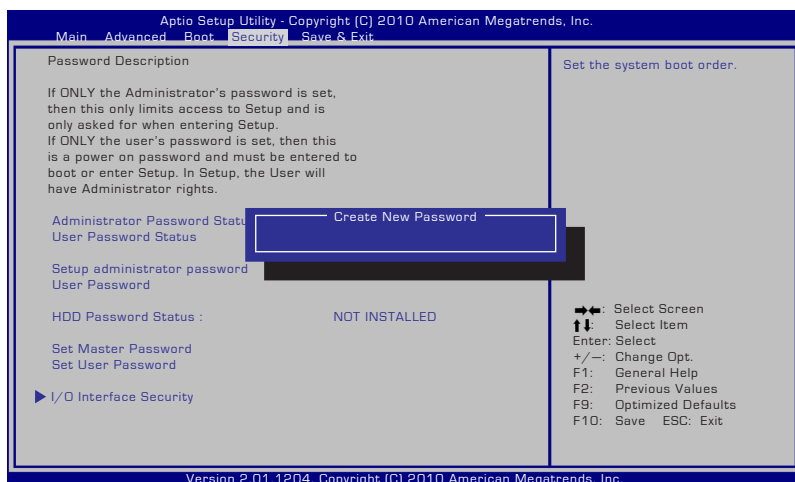 Aptio Setup Utility - Copyright (C) 2010 American Megatrends, Inc.
Main Advanced Boot Security Save & Exit
Password Description
If ONLY the Administrator's password is set,
then this only limits access to Setup and is
only asked for when entering Setup.
If ONLY the user's password is set, then this
is a power on password and must be entered to
boot or enter Setup. In Setup, the User will
have Administrator rights.
Administrator Password
User Password Status
Create New Password
Setup administrator password
User Password
HDD Password Status : NOT INSTALLED
Set Master Password
Set User Password
I/O Interface Security
Set the system boot order.
: Select Screen
: Select Item
Enter: Select
+/—: Change Opt.
F1: General Help
F2: Previous Values
F9: Optimized Defaults
F10: Save ESC: Exit
Version 2.01.1204. Copyright (C) 2010 American Megatrends, Inc.